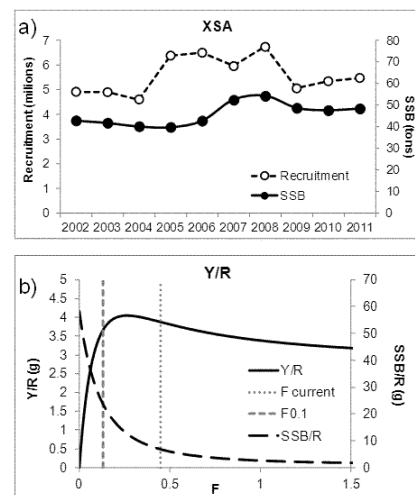 a)
XSA
Recruitment (milions)
7
6
5
4
3
2
1
0
80
70
60
50
40
30
20
10
0
SSB (tons)
Recruitment
SSB
2002 2003 2004 2005 2006 2007 2008 2009 2010 2011
b)
Y/R
Y/R (g)
5
4.5
4
3.5
3
2.5
2
1.5
1
0.5
0
70
60
50
40
30
20
10
0
SSB/R (g)
Y/R
F current
F0.1
SSB/R
0 0.5 1 1.5
F